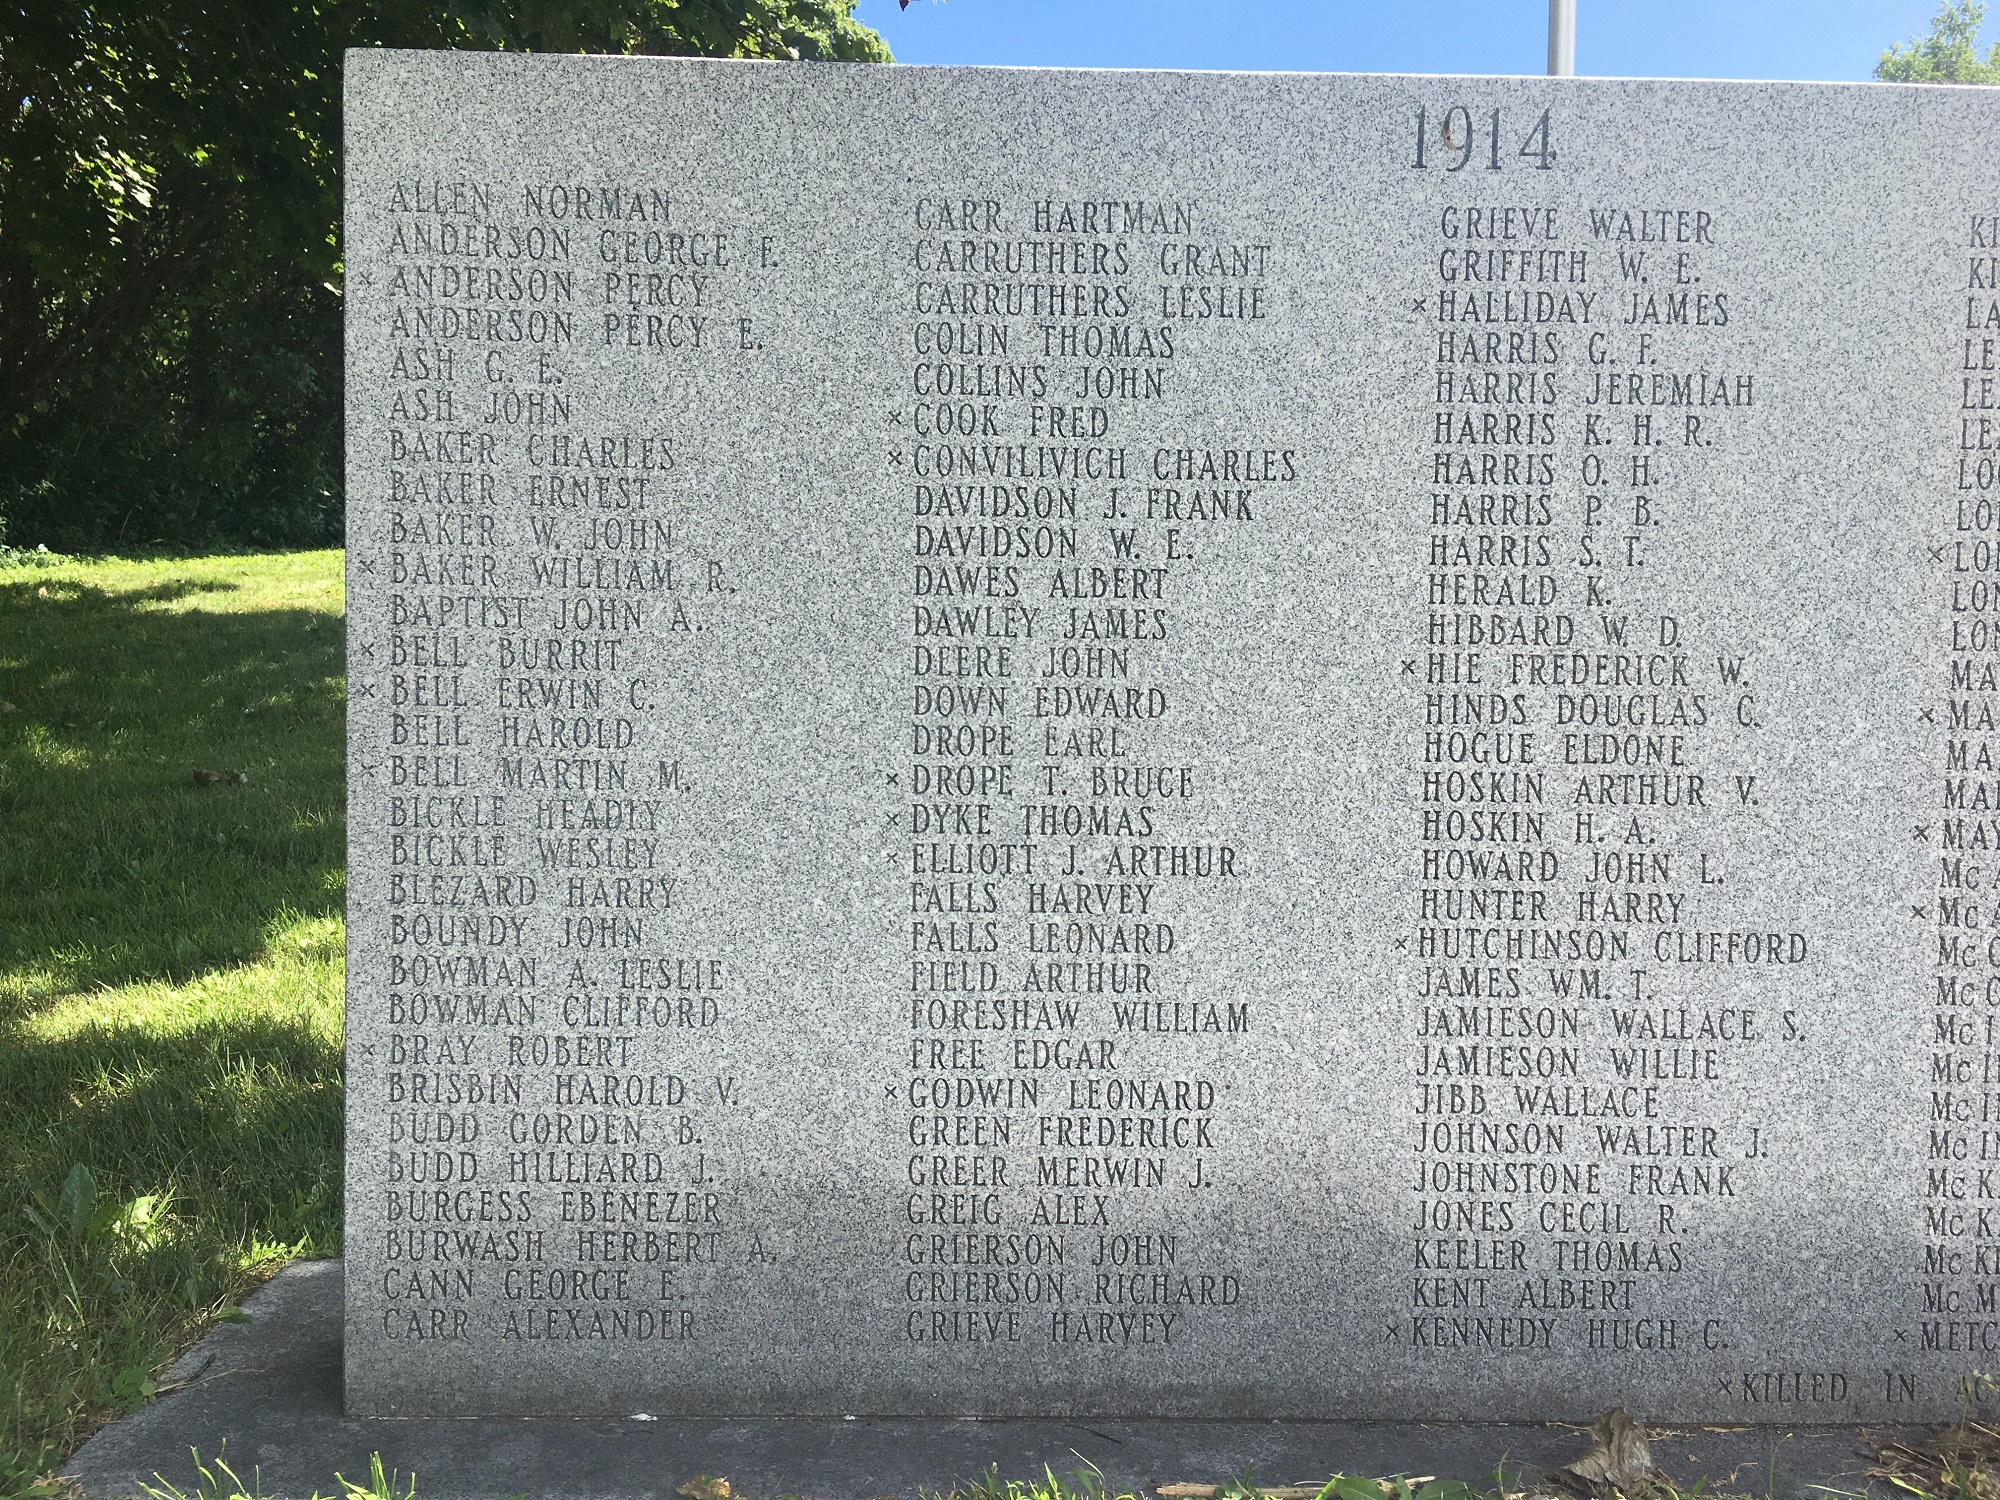 1914
ALLEN NORMAN
ANDERSON GEORGE F.
× ANDERSON PERCY
ANDERSON PERCY E.
ASH G. E.
ASH JOHN
BAKER CHARLES
BAKER ERNEST
BAKER W. JOHN
× BAKER WILLIAM R.
BAPTIST JOHN A.
× BELL BURRIT
× BELL ERWIN C.
BELL HAROLD
× BELL MARTIN M.
BICKLE HEADLY
BICKLE WESLEY
BLEZARD HARRY
BOUNDY JOHN
BOWMAN A. LESLIE
BOWMAN CLIFFORD
× BRAY ROBERT
BRISBIN HAROLD V.
BUDD GORDEN B.
BUDD HILLIARD J.
BURGESS EBENEZER
BURWASH HERBERT A.
CANN GEORGE E.
CARR ALEXANDER
CARR HARTMAN
CARRUTHERS GRANT
CARRUTHERS LESLIE
COLIN THOMAS
COLLINS JOHN
× COOK FRED
× CONVILIVICH CHARLES
DAVIDSON J. FRANK
DAVIDSON W. E.
DAWES ALBERT
DAWLEY JAMES
DEERE JOHN
DOWN EDWARD
DROPE EARL
× DROPE T. BRUCE
× DYKE THOMAS
× ELLIOTT J. ARTHUR
FALLS HARVEY
FALLS LEONARD
FIELD ARTHUR
FORESHAW WILLIAM
FREE EDGAR
× GODWIN LEONARD
GREEN FREDERICK
GREER MERWIN J.
GREIG ALEX
GRIERSON JOHN
GRIERSON RICHARD
GRIEVE HARVEY
GRIEVE WALTER
GRIFFITH W. E.
× HALLIDAY JAMES
HARRIS G. F.
HARRIS JEREMIAH
HARRIS K. H. R.
HARRIS O. H.
HARRIS P. B.
HARRIS S. T.
HERALD K.
HIBBARD W. D.
× HIE FREDERICK W.
HINDS DOUGLAS C.
HOGUE ELDONE
HOSKIN ARTHUR V.
HOSKIN H. A.
HOWARD JOHN L.
HUNTER HARRY
× HUTCHINSON CLIFFORD
JAMES WM. T.
JAMIESON WALLACE S.
JAMIESON WILLIE
JIBB WALLACE
JOHNSON WALTER J.
JOHNSTONE FRANK
JONES CECIL R.
KEELER THOMAS
KENT ALBERT
× KENNEDY HUGH C.
× KILLED IN